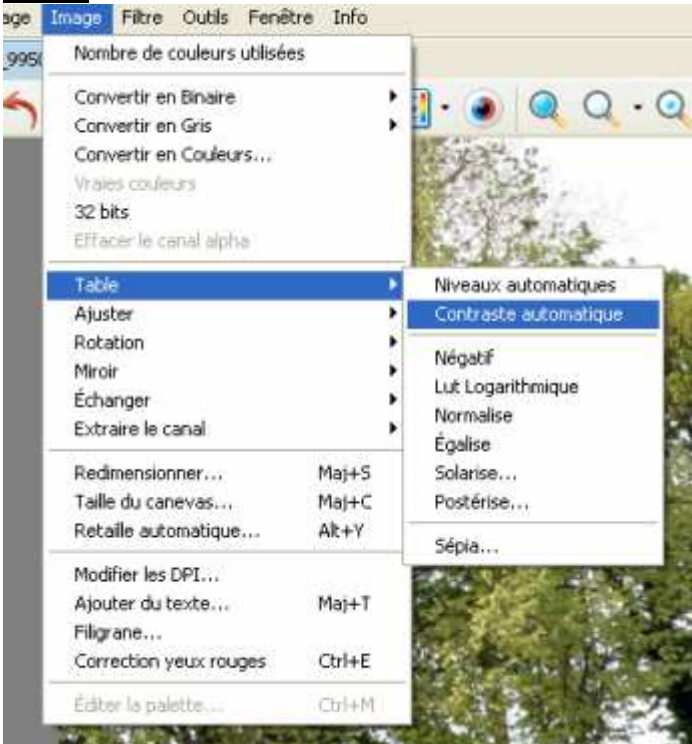 age Image Filtre Outils Fenêtre Info
_995
Nombre de couleurs utilisées
Convertir en Binaire
Convertir en Gris
Convertir en Couleurs...
Vraies couleurs
32 bits
Effacer le canal alpha
Table
Ajuster
Rotation
Miroir
Échanger
Extraire le canal
Redimensionner... Maj+S
Taille du canevas... Maj+C
Retaille automatique... Alt+Y
Modifier les DPI...
Ajouter du texte... Maj+T
Filigrane...
Correction yeux rouges Ctrl+E
Éditer la palette... Ctrl+M
Niveaux automatiques
Contraste automatique
Négatif
Lut Logarithmique
Normalise
Égalise
Solarise...
Postérise...
Sépia...